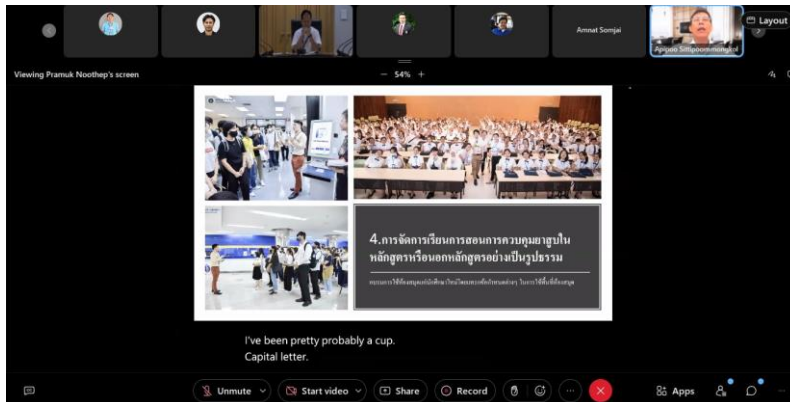 Amnat Somjai
Apipoo Sittipoommongkol
Layout
Viewing Pramuk Noothep's screen
− 54% +
4.การจัดการเรียนการสอนการควบคุมยาสูบใน
หลักสูตรหรือนอกหลักสูตรอย่างเป็นรูปธรรม
I've been pretty probably a cup.
Capital letter.
Unmute
Start video
Share
Record
Apps